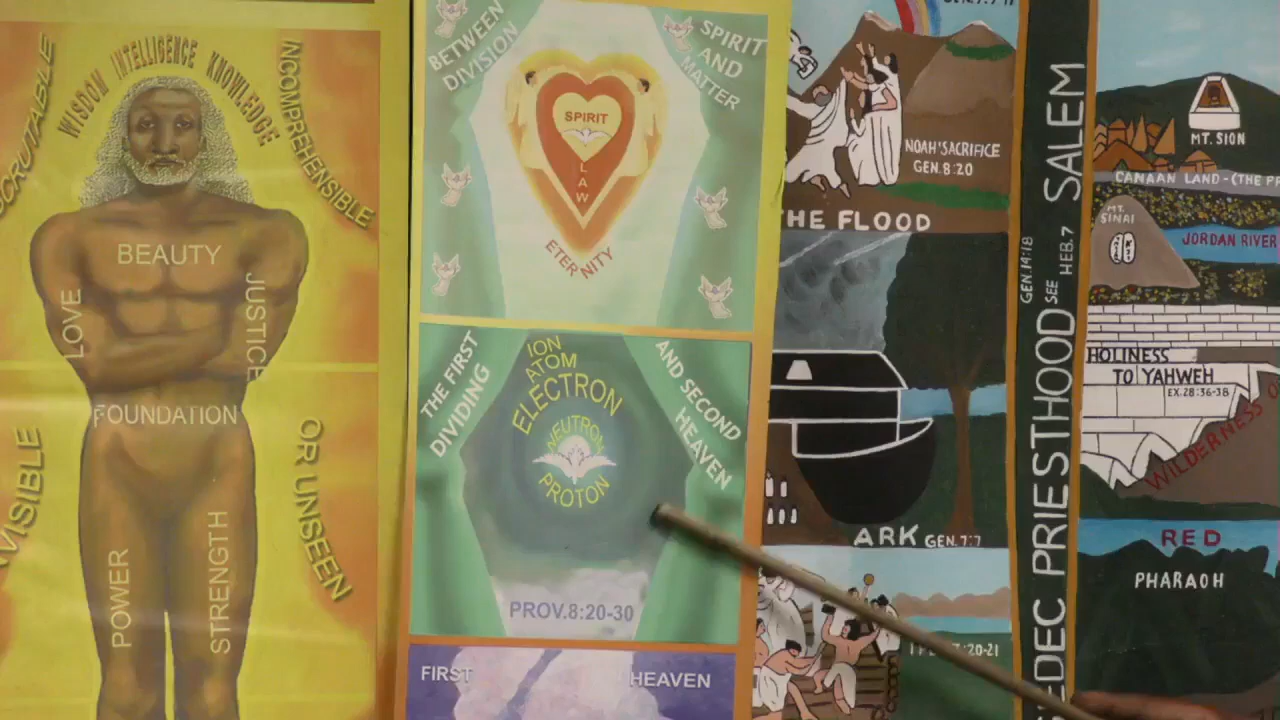 WISDOM INTELLIGENCE KNOWLEDGE
INCOMPREHENSIBLE
BEAUTY
LOVE
JUSTICE
FOUNDATION
OR UNSEEN
POWER
STRENGTH
BETWEEN
DIVISION
SPIRIT
AND
MATTER
SPIRIT
LAW
ETERNITY
THE FIRST
DIVIDING
AND SECOND
HEAVEN
ION
ATOM
ELECTRON
NEUTRON
PROTON
PROV.8:20-30
FIRST HEAVEN
NOAH'SACRIFICE
GEN.8:20
THE FLOOD
ARK GEN.7:7
PRIESTHOOD
GEN.14:18
SEE HEB.7
SALEM
MT. SION
CANAAN LAND-(THE
MT.
SINAI
JORDAN RIVER
HOLINESS
TO YAHWEH
EX.28:36-38
WILDERNESS
RED
PHARAOH